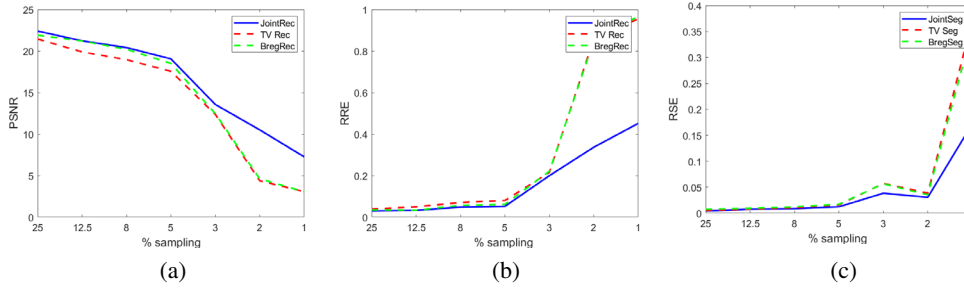 25
20
15
10
5
0
PSNR
JointRec
TV Rec
BregRec
25 12.5 8 5 3 2 1
% sampling
(a)
1
0.8
0.6
0.4
0.2
0
RRE
JointRec
TV Rec
BregRec
25 12.5 8 5 3 2 1
% sampling
(b)
0.4
0.35
0.3
0.25
0.2
0.15
0.1
0.05
0
RSE
JointSeg
TV Seg
BregSeg
25 12.5 8 5 3 2
% sampling
(c)